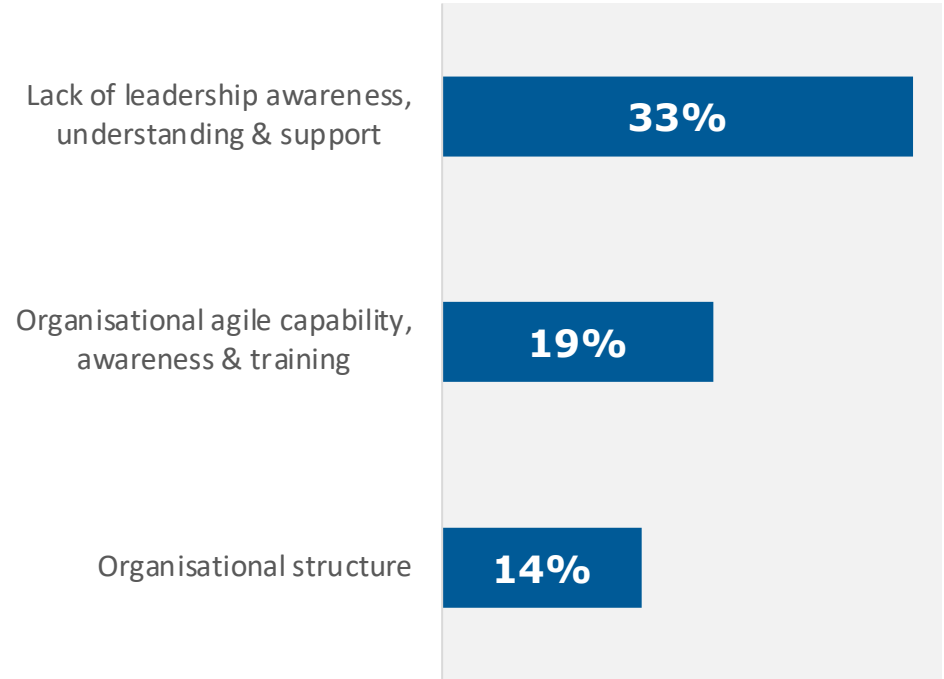 Lack of leadership awareness,
understanding & support
33%
Organisational agile capability,
awareness & training
19%
Organisational structure
14%